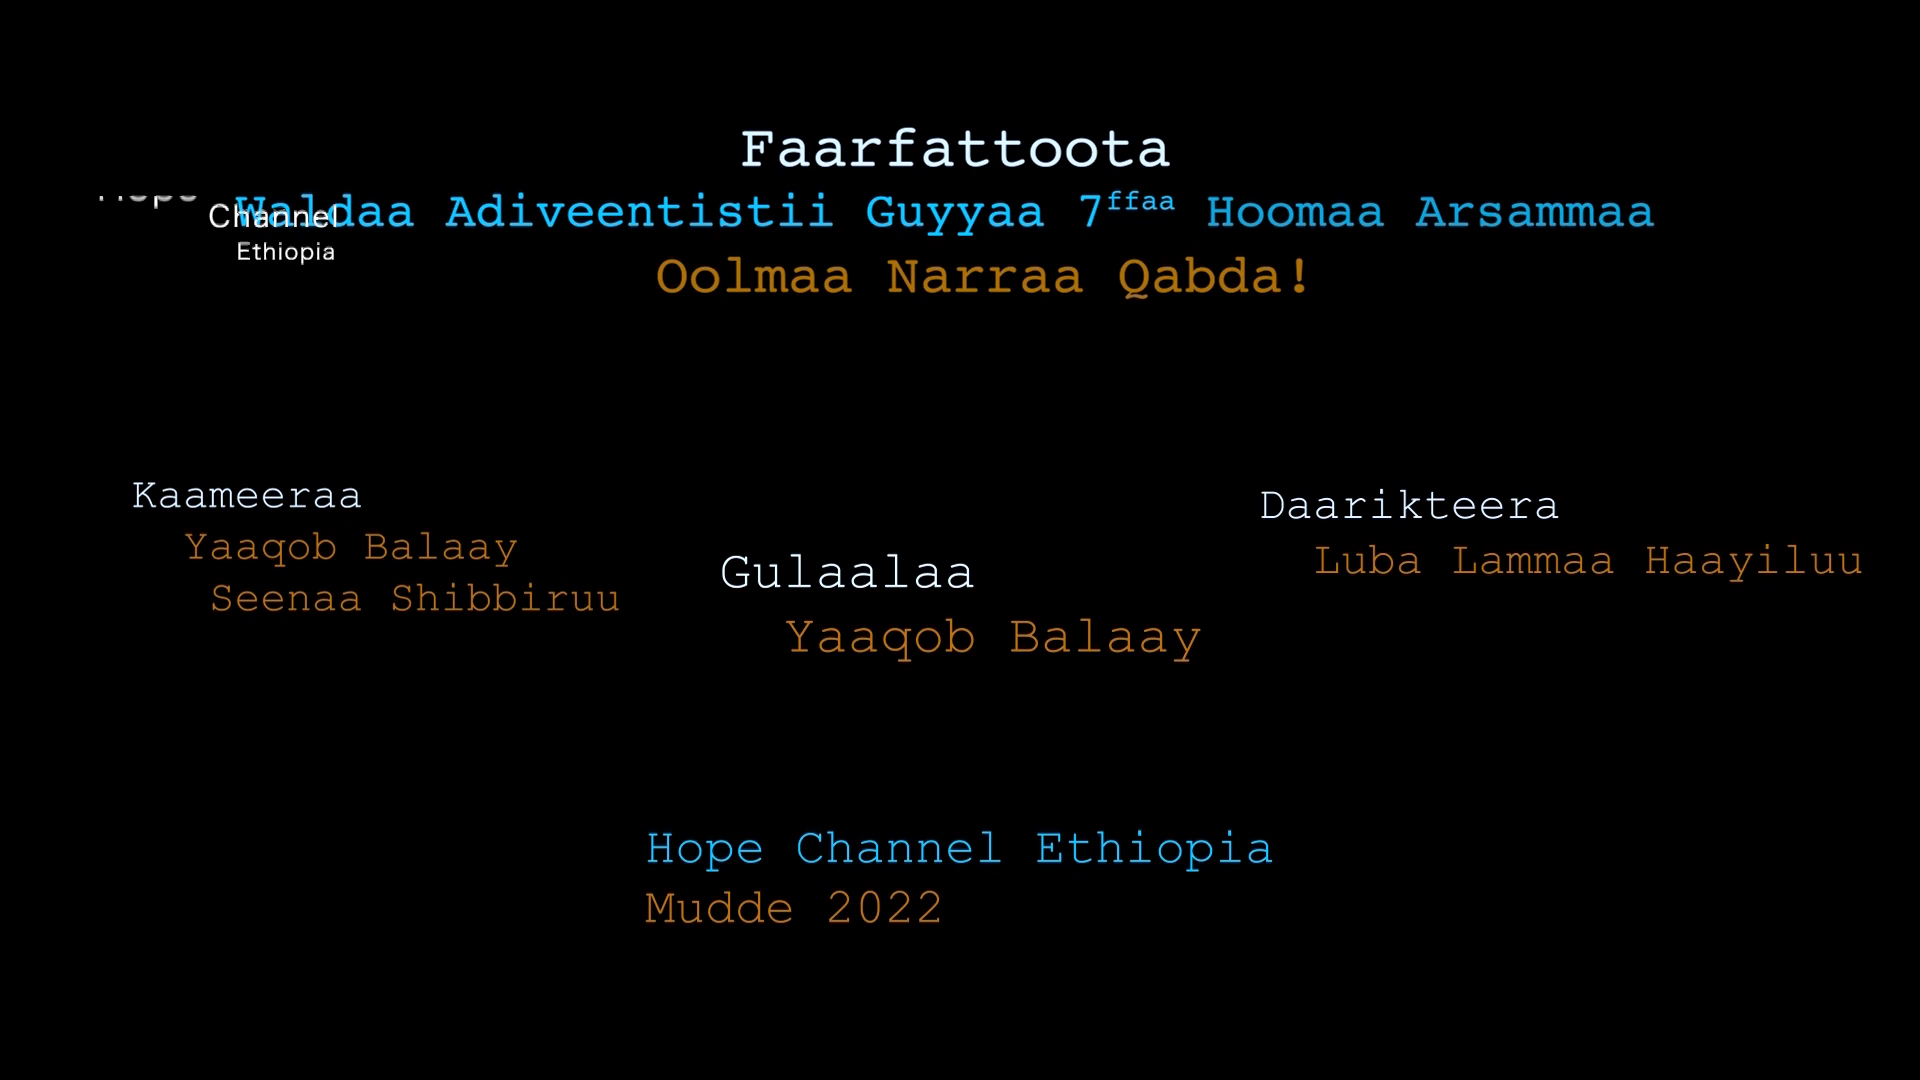 Faarfattoota
Waldaa Adiveentistii Guyyaa 7ffaa Hoomaa Arsammaa
Channel
Ethiopia
Oolmaa Narraa Qabda!
Kaameeraa
Yaaqob Balaay
Seenaa Shibbiruu
Gulaalaa
Yaaqob Balaay
Daarikteera
Luba Lammaa Haayiluu
Hope Channel Ethiopia
Mudde 2022